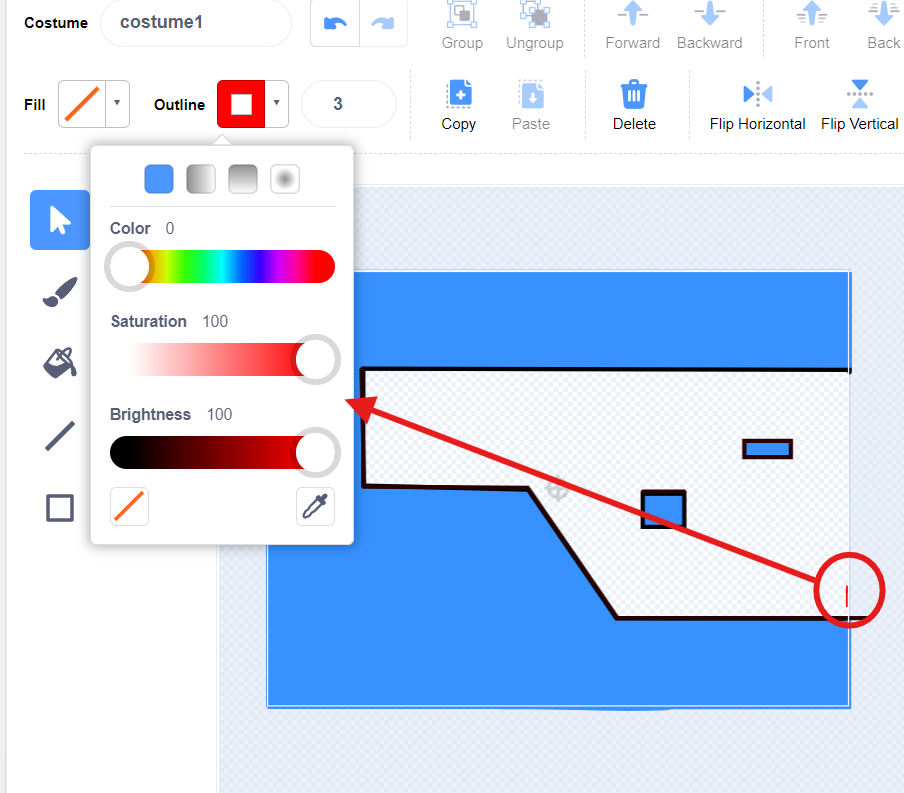 Costume costume1
Group Ungroup Forward Backward Front Back
Fill Outline 3
Copy Paste Delete Flip Horizontal Flip Vertical
Color 0
Saturation 100
Brightness 100